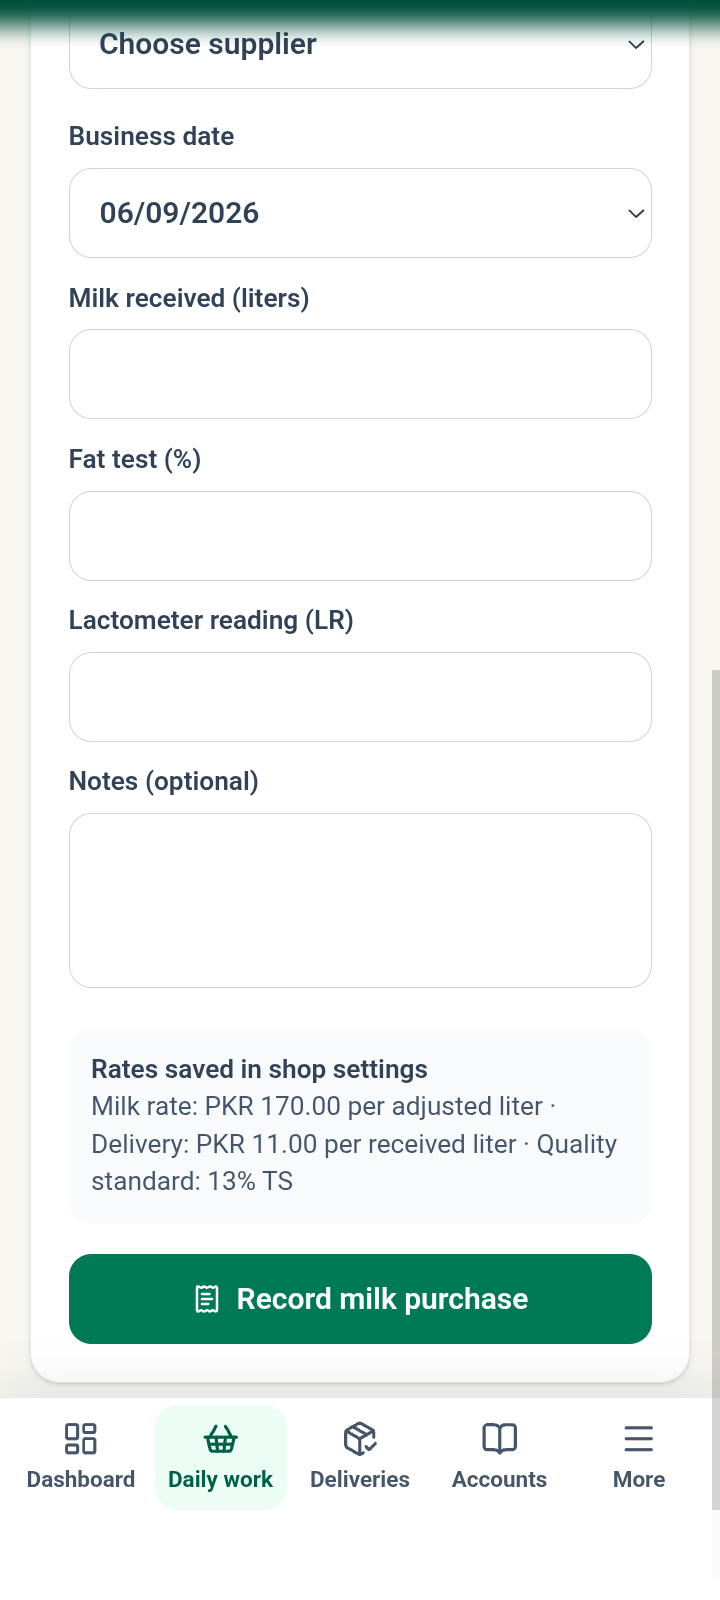 Choose supplier
Business date
06/09/2026
Milk received (liters)
Fat test (%)
Lactometer reading (LR)
Notes (optional)
Rates saved in shop settings
Milk rate: PKR 170.00 per adjusted liter ·
Delivery: PKR 11.00 per received liter · Quality
standard: 13% TS
Record milk purchase
Dashboard
Daily work
Deliveries
Accounts
More